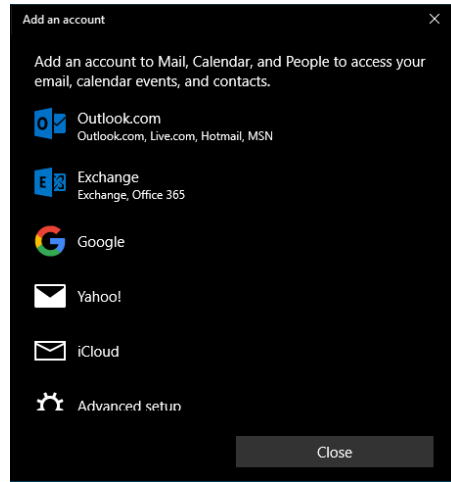 Add an account
Add an account to Mail, Calendar, and People to access your
email, calendar events, and contacts.
Outlook.com
Outlook.com, Live.com, Hotmail, MSN
Exchange
Exchange, Office 365
Google
Yahoo!
iCloud
Advanced setup
Close